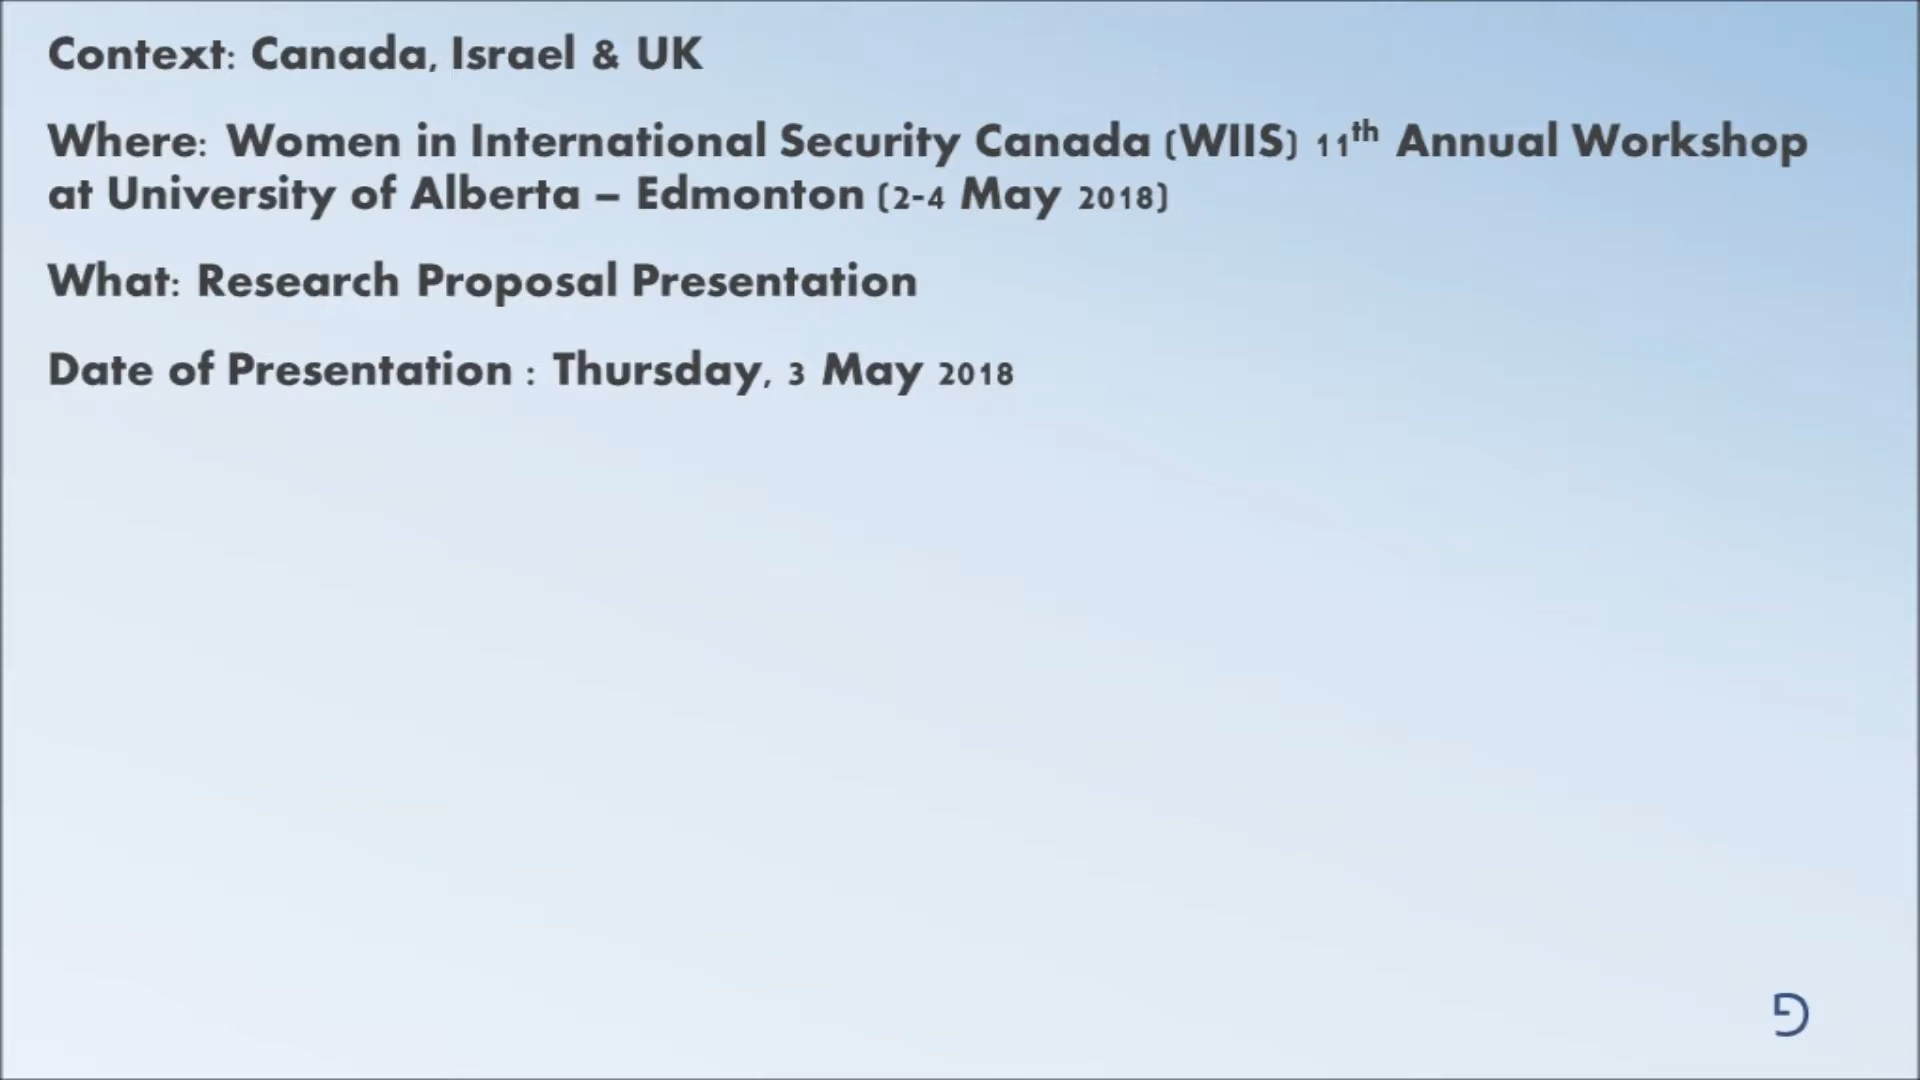 Context: Canada, Israel & UK
Where: Women in International Security Canada (WIIS) 11th Annual Workshop
at University of Alberta – Edmonton (2-4 May 2018)
What: Research Proposal Presentation
Date of Presentation : Thursday, 3 May 2018